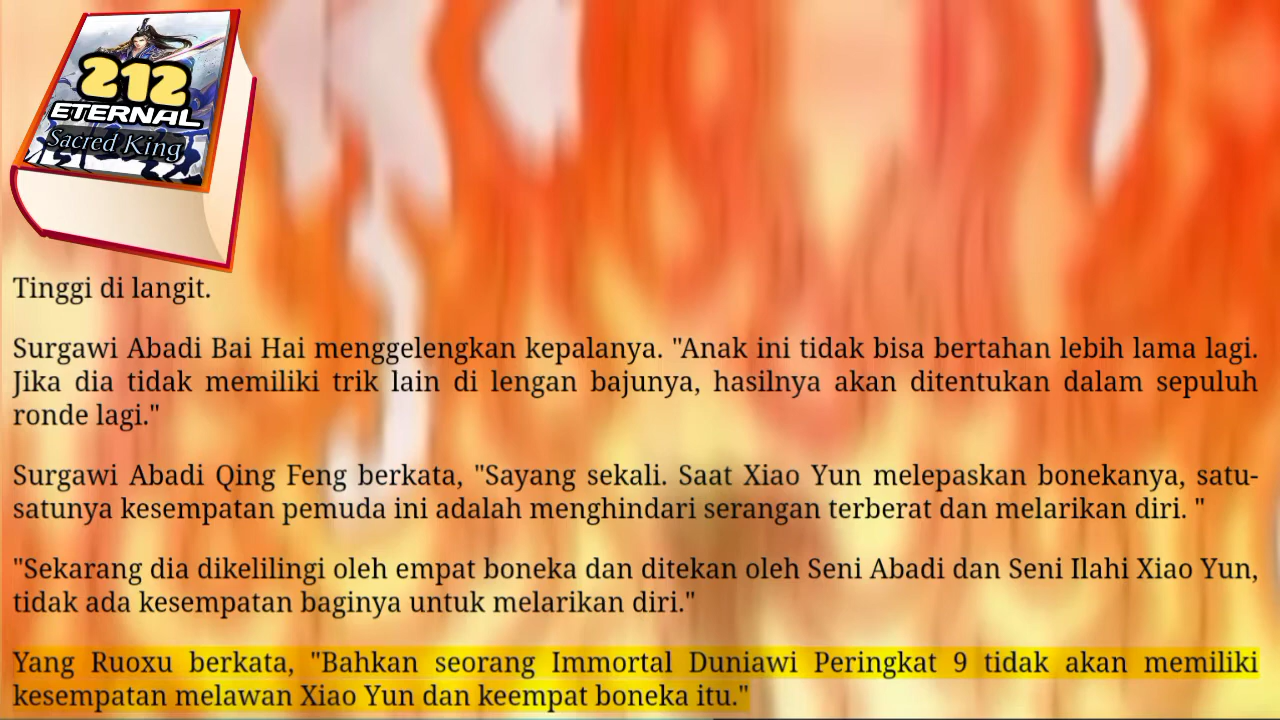 212
ETERNAL
Sacred King
Tinggi di langit.
Surgawi Abadi Bai Hai menggelengkan kepalanya. "Anak ini tidak bisa bertahan lebih lama lagi.
Jika dia tidak memiliki trik lain di lengan bajunya, hasilnya akan ditentukan dalam sepuluh
ronde lagi."
Surgawi Abadi Qing Feng berkata, "Sayang sekali. Saat Xiao Yun melepaskan bonekanya, satu-
satunya kesempatan pemuda ini adalah menghindari serangan terberat dan melarikan diri. "
"Sekarang dia dikelilingi oleh empat boneka dan ditekan oleh Seni Abadi dan Seni Ilahi Xiao Yun,
tidak ada kesempatan baginya untuk melarikan diri."
Yang Ruoxu berkata, "Bahkan seorang Immortal Duniawi Peringkat 9 tidak akan memiliki
kesempatan melawan Xiao Yun dan keempat boneka itu."